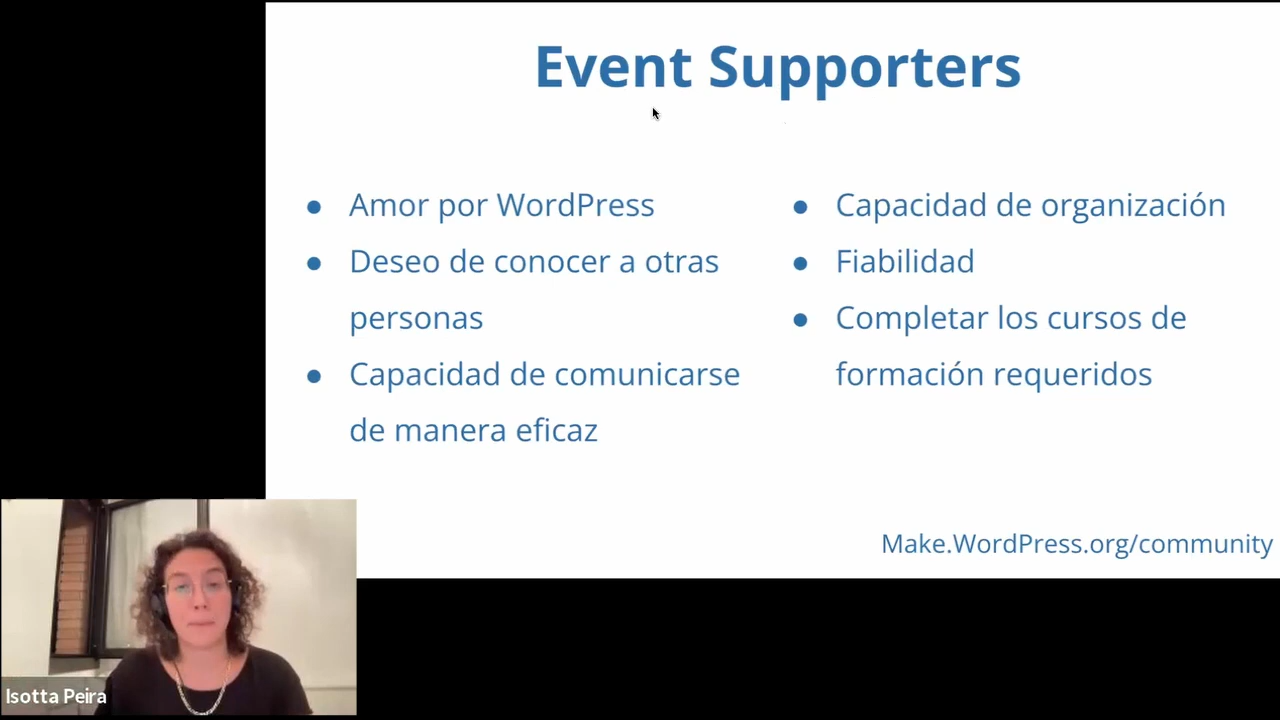 Event Supporters
● Amor por WordPress
● Deseo de conocer a otras
personas
● Capacidad de comunicarse
de manera eficaz
● Capacidad de organización
● Fiabilidad
● Completar los cursos de
formación requeridos
Make.WordPress.org/community
Isotta Peira